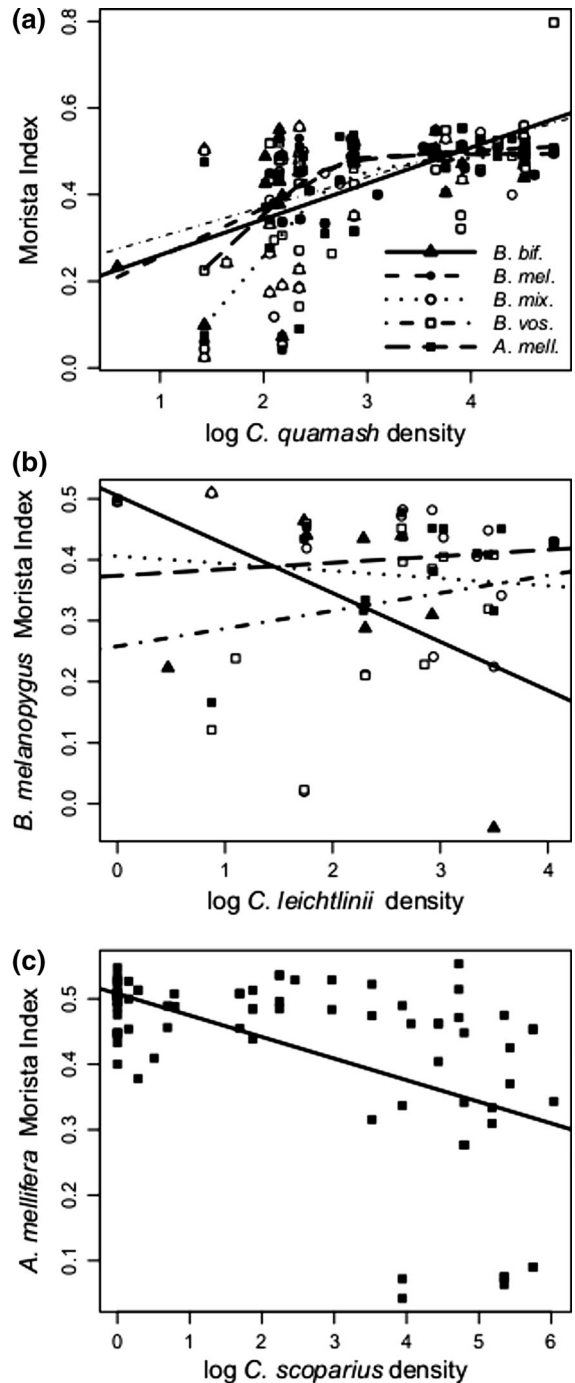 (a)
Morista Index
0.8
0.6
0.4
0.2
0.0
B. bif.
B. mel.
B. mix.
B. vos.
A. mell.
1 2 3 4
log C. quamash density
(b)
B. melanopygus Morista Index
0.5
0.4
0.3
0.2
0.1
0.0
0 1 2 3 4
log C. leichtlinii density
(c)
A. mellifera Morista Index
0.5
0.4
0.3
0.2
0.1
0 1 2 3 4 5 6
log C. scoparius density